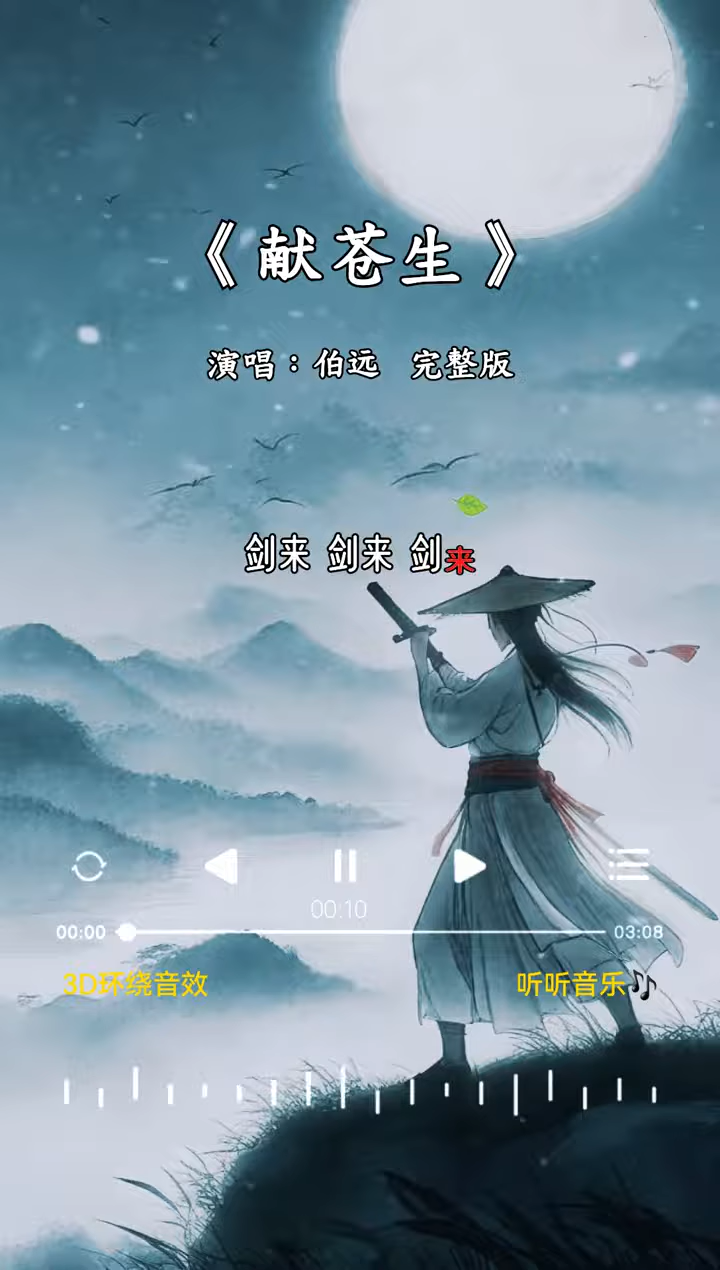 《献苍生》
演唱：伯远 完整版
剑来 剑来 剑来
00:10
00:00 03:08
3D环绕音效 听听音乐🎶